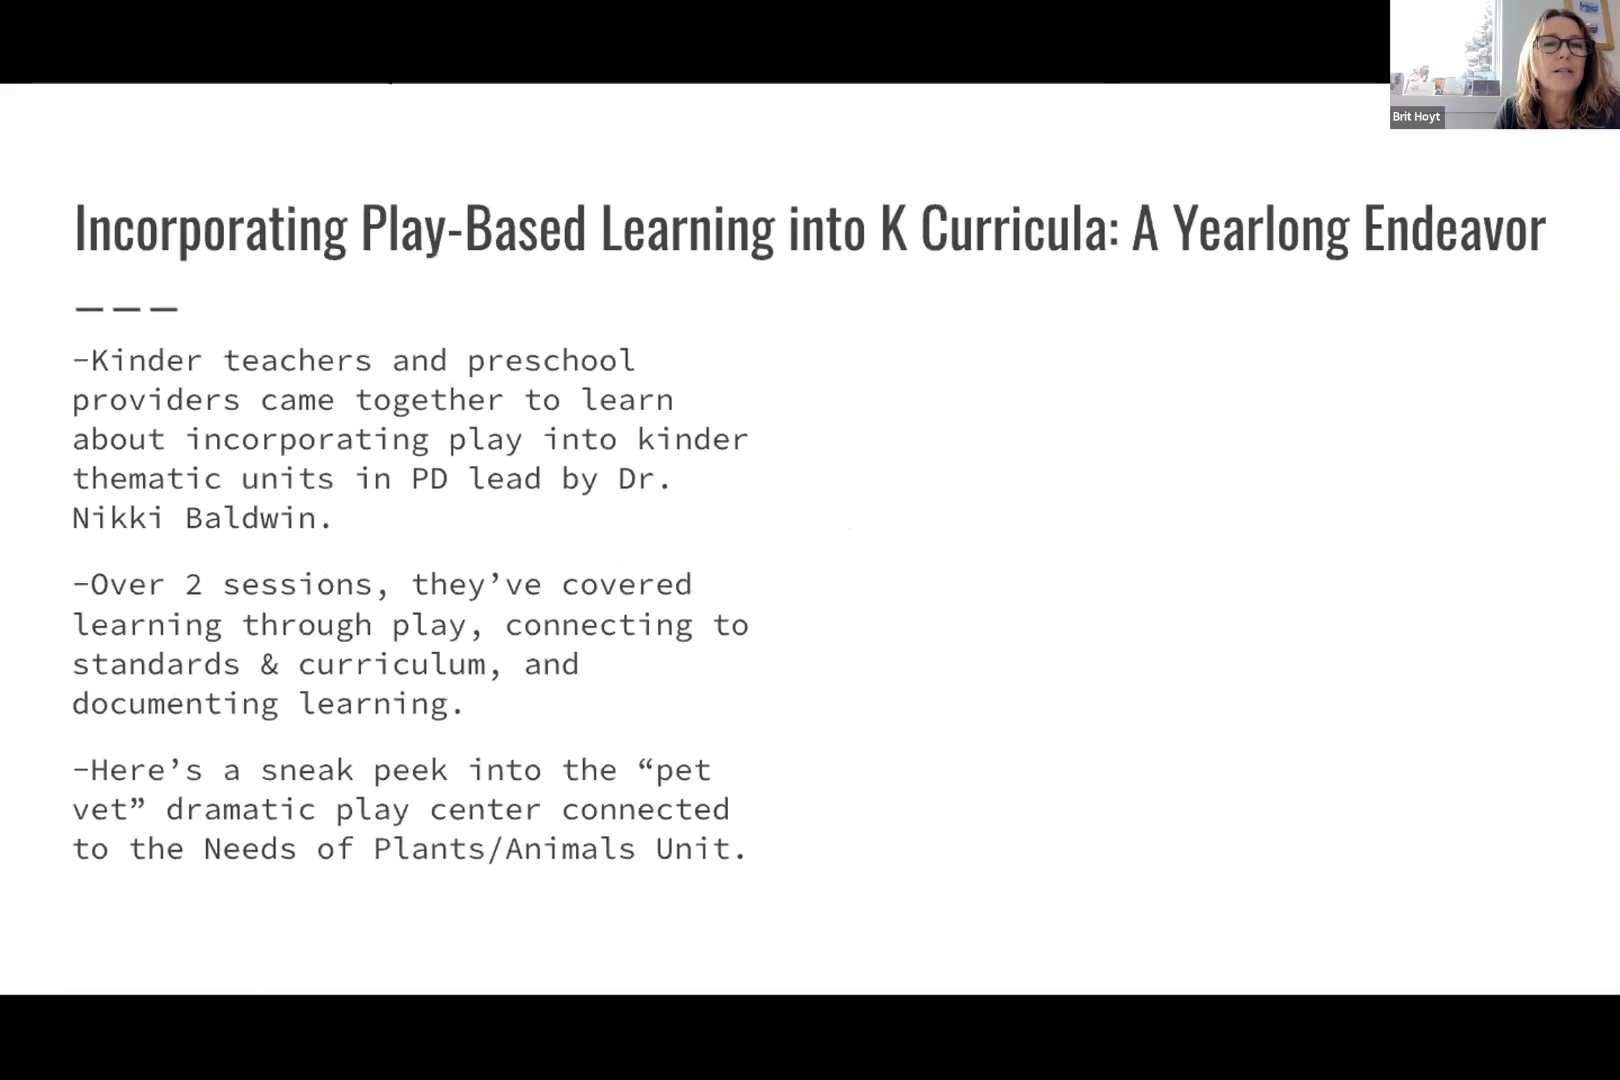 Brit Hoyt
Incorporating Play-Based Learning into K Curricula: A Yearlong Endeavor
———
-Kinder teachers and preschool
providers came together to learn
about incorporating play into kinder
thematic units in PD lead by Dr.
Nikki Baldwin.
-Over 2 sessions, they’ve covered
learning through play, connecting to
standards & curriculum, and
documenting learning.
-Here’s a sneak peek into the “pet
vet” dramatic play center connected
to the Needs of Plants/Animals Unit.